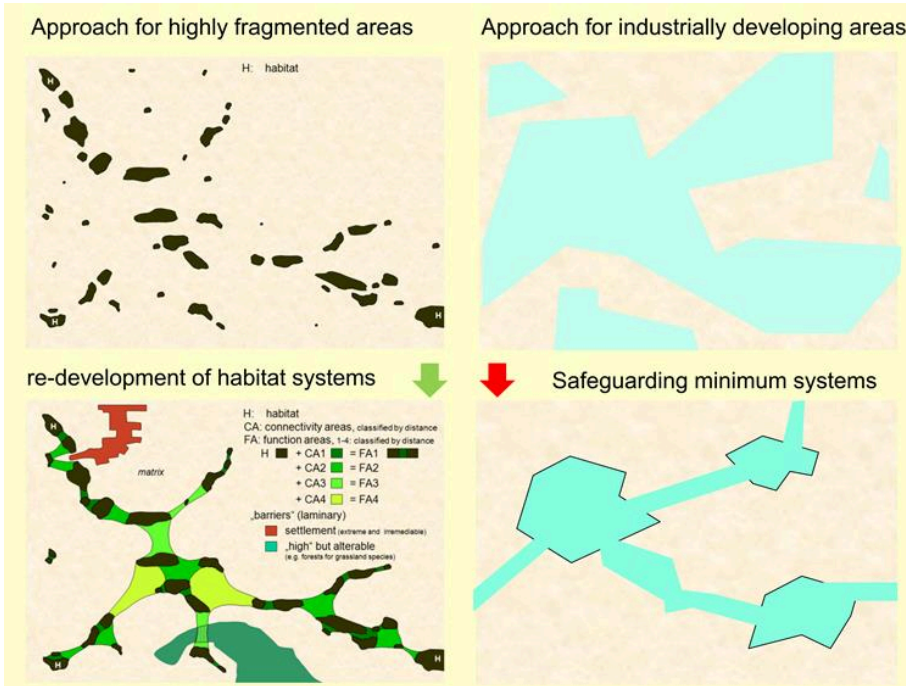 Approach for highly fragmented areas
H: habitat
H
H
H
Approach for industrially developing areas
re-development of habitat systems
H: habitat
CA: connectivity areas, classified by distance
FA: function areas, 1-4: classified by distance
H + CA1 = FA1
+ CA2 = FA2
+ CA3 = FA3
+ CA4 = FA4
„barriers“ (laminary)
settlement (extreme and irremediable)
„high“ but alterable
(e.g. forests for grassland species)
H
matrix
H
H
Safeguarding minimum systems